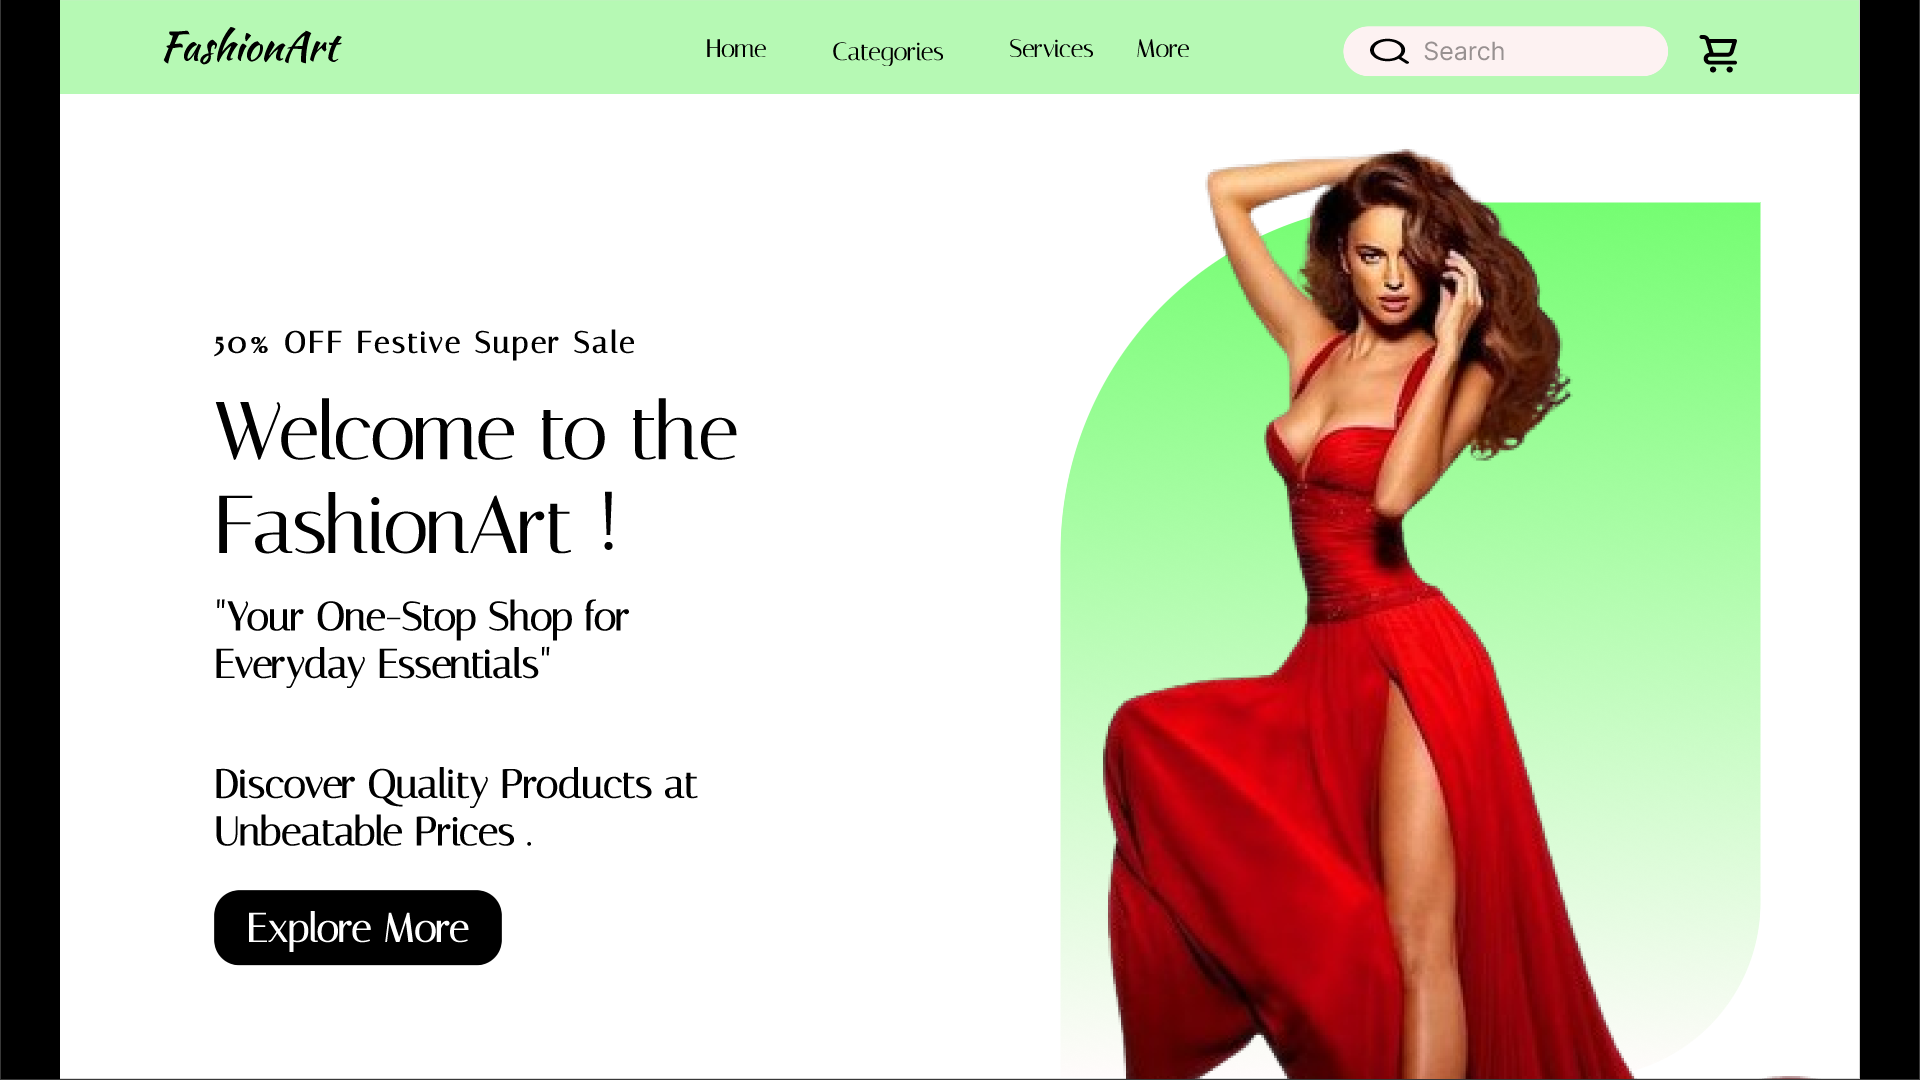 FashionArt
Home
Categories
Services
More
Search
50% OFF Festive Super Sale
Welcome to the
FashionArt !
"Your One-Stop Shop for
Everyday Essentials"
Discover Quality Products at
Unbeatable Prices .
Explore More